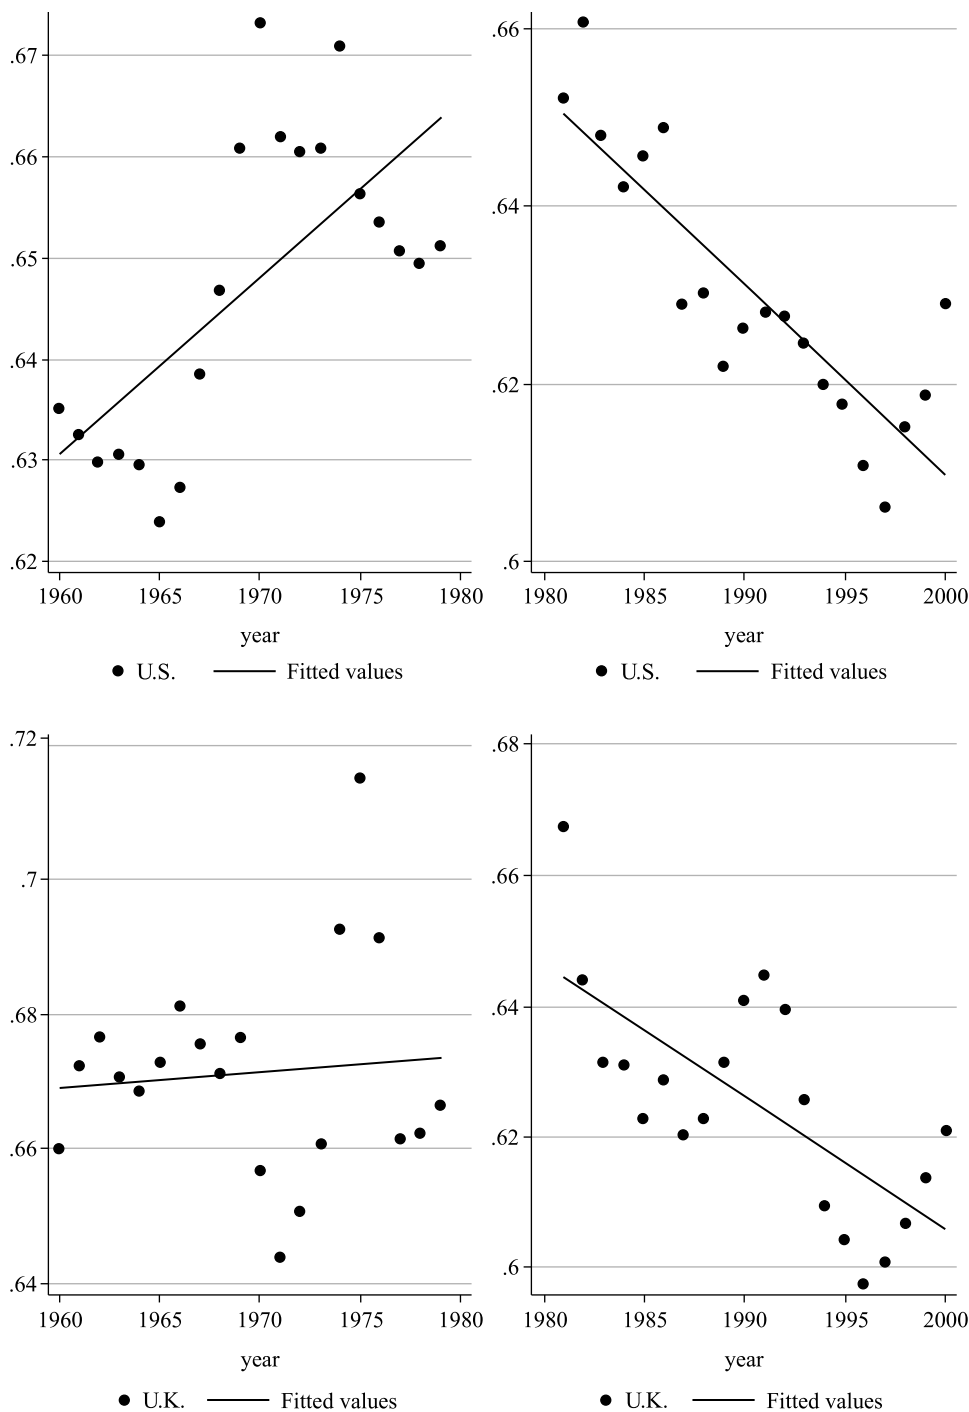 .67
.66
.65
.64
.63
.62
1960 1965 1970 1975 1980
year
U.S. Fitted values
.66
.64
.62
.6
1980 1985 1990 1995 2000
year
U.S. Fitted values
.72
.7
.68
.66
.64
1960 1965 1970 1975 1980
year
U.K. Fitted values
.68
.66
.64
.62
.6
1980 1985 1990 1995 2000
year
U.K. Fitted values